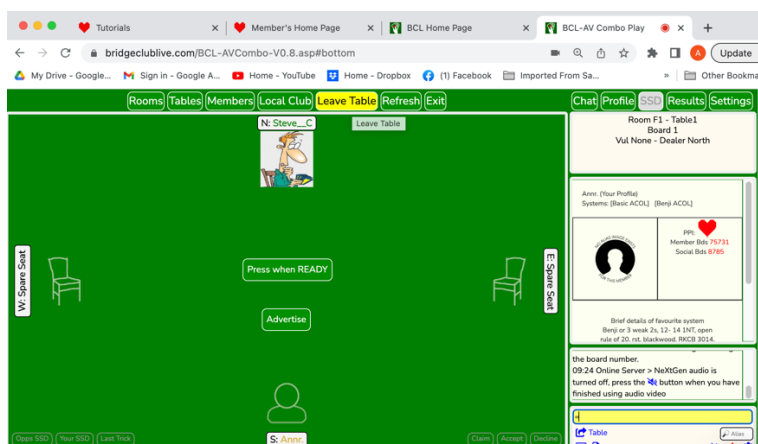 Tutorials
Member's Home Page
BCL Home Page
BCL-AV Combo Play
bridgeclublive.com/BCL-AVCombo-V0.8.asp#bottom
A
Update
My Drive - Google...
Sign in - Google A...
Home - YouTube
Home - Dropbox
(1) Facebook
Imported From Sa...
»
Other Bookma
Rooms Tables Members Local Club Leave Table Refresh Exit
Chat Profile SSD Results Settings
N: Steve__C
Leave Table
Room F1 - Table1
Board 1
Vul None - Dealer North
Annr. (Your Profile)
Systems: [Basic ACOL] [Benji ACOL]
PPI:
Member Bds 75731
Social Bds 8785
W: Spare Seat
Press when READY
E: Spare Seat
Advertise
Brief details of favourite system
Benji or 3 weak 2s, 12- 14 1NT, open
rule of 20. rst. blackwood. RKCB 3014.
the board number.
09:24 Online Server > NeXtGen audio is
turned off, press the button when you have
finished using audio video
Opps SSD Your SSD Last Trick
S: Annr.
Claim Accept Decline
Table
Alias